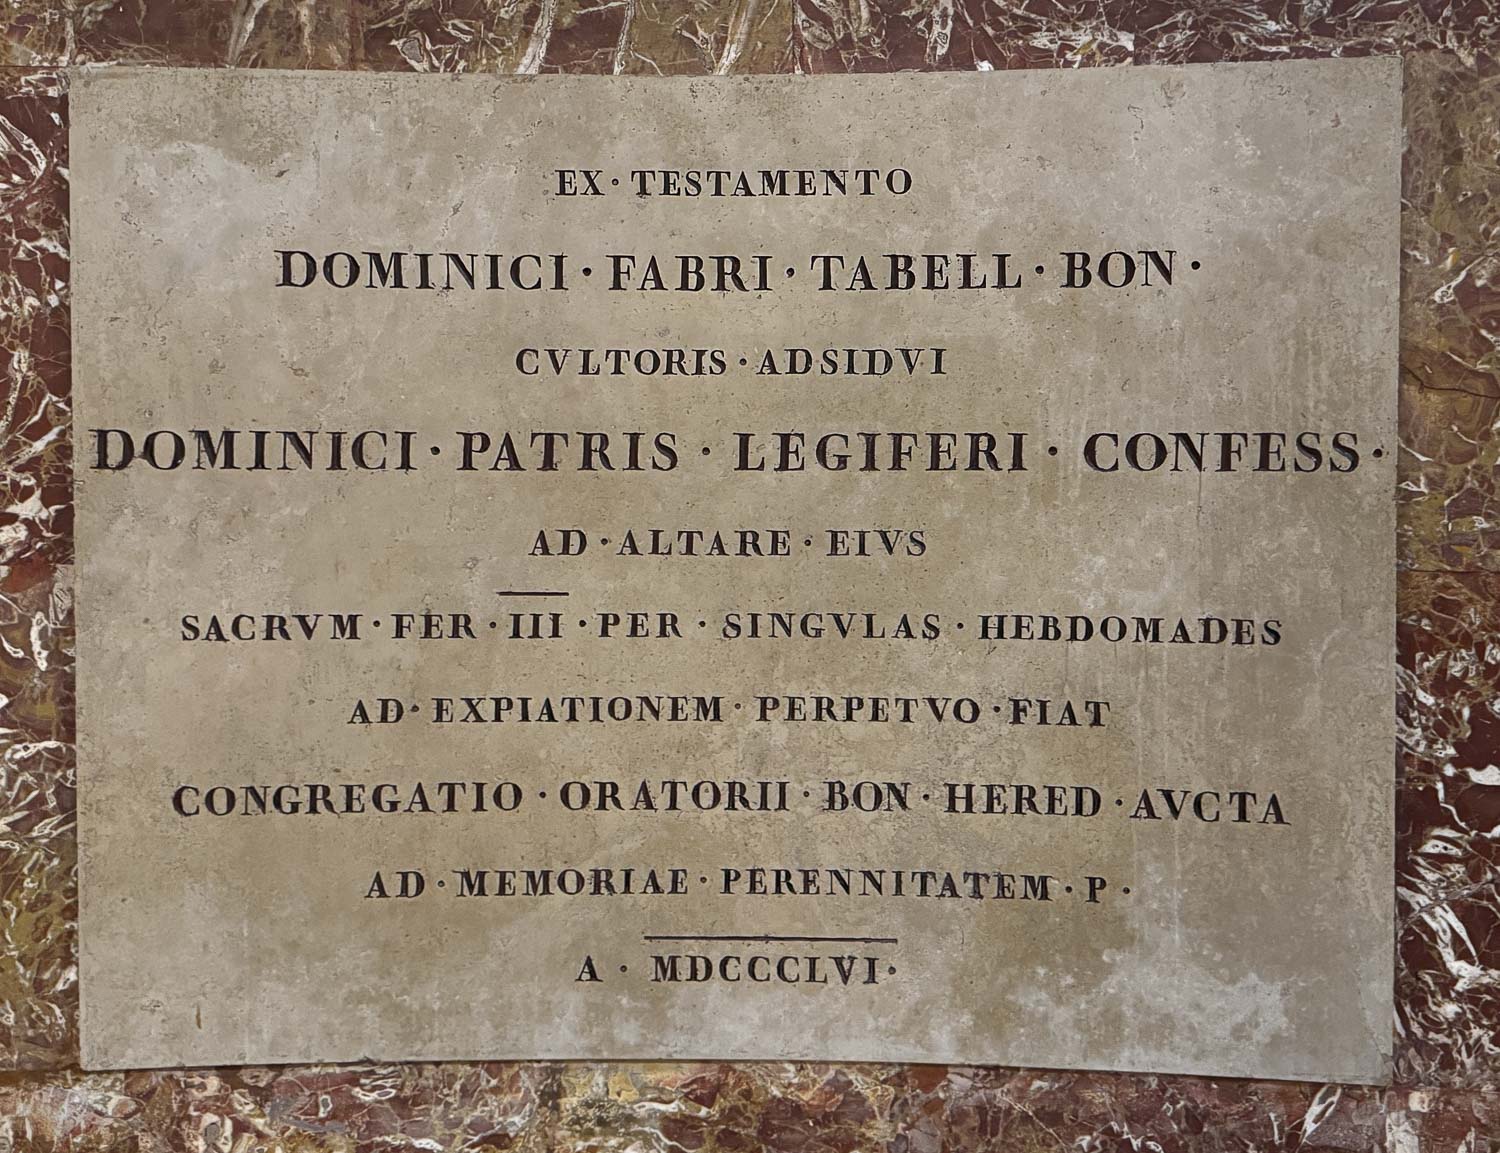 EX · TESTAMENTO
DOMINICI · FABRI · TABELL · BON ·
CVLTORIS · ADSIDVI
DOMINICI · PATRIS · LEGIFERI · CONFESS ·
AD · ALTARE · EIVS
SACRVM · FER · III · PER · SINGVLAS · HEBDOMADES
AD · EXPIATIONEM · PERPETVO · FIAT
CONGREGATIO · ORATORII · BON · HERED · AVCTA
AD · MEMORIAE · PERENNITATEM · P ·
A · MDCCCLVI ·